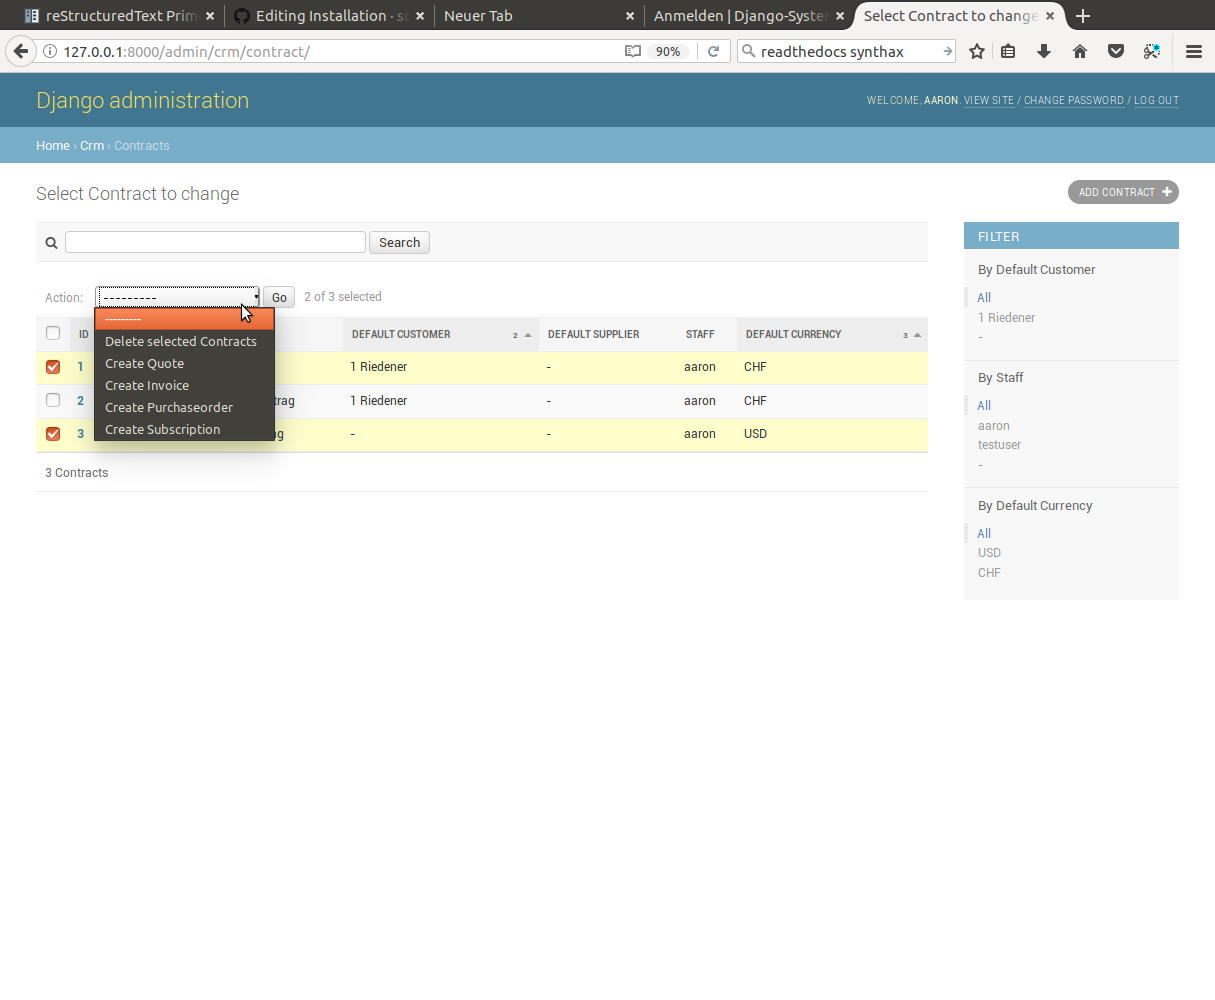 reStructuredText Prim
Editing Installation · s
Neuer Tab
Anmelden | Django-Syste
Select Contract to change
127.0.0.1:8000/admin/crm/contract/
90%
readthedocs synthax
Django administration
WELCOME, AARON. VIEW SITE / CHANGE PASSWORD / LOG OUT
Home › Crm › Contracts
Select Contract to change
ADD CONTRACT +
Search
Action:
---------
Go
2 of 3 selected
---------
Delete selected Contracts
Create Quote
Create Invoice
Create Purchaseorder
Create Subscription
ID DEFAULT CUSTOMER 2 DEFAULT SUPPLIER STAFF DEFAULT CURRENCY 3
1 1 Riedener - aaron CHF
2 trag 1 Riedener - aaron CHF
3 g - - aaron USD
3 Contracts
FILTER
By Default Customer
All
1 Riedener
-
By Staff
All
aaron
testuser
-
By Default Currency
All
USD
CHF